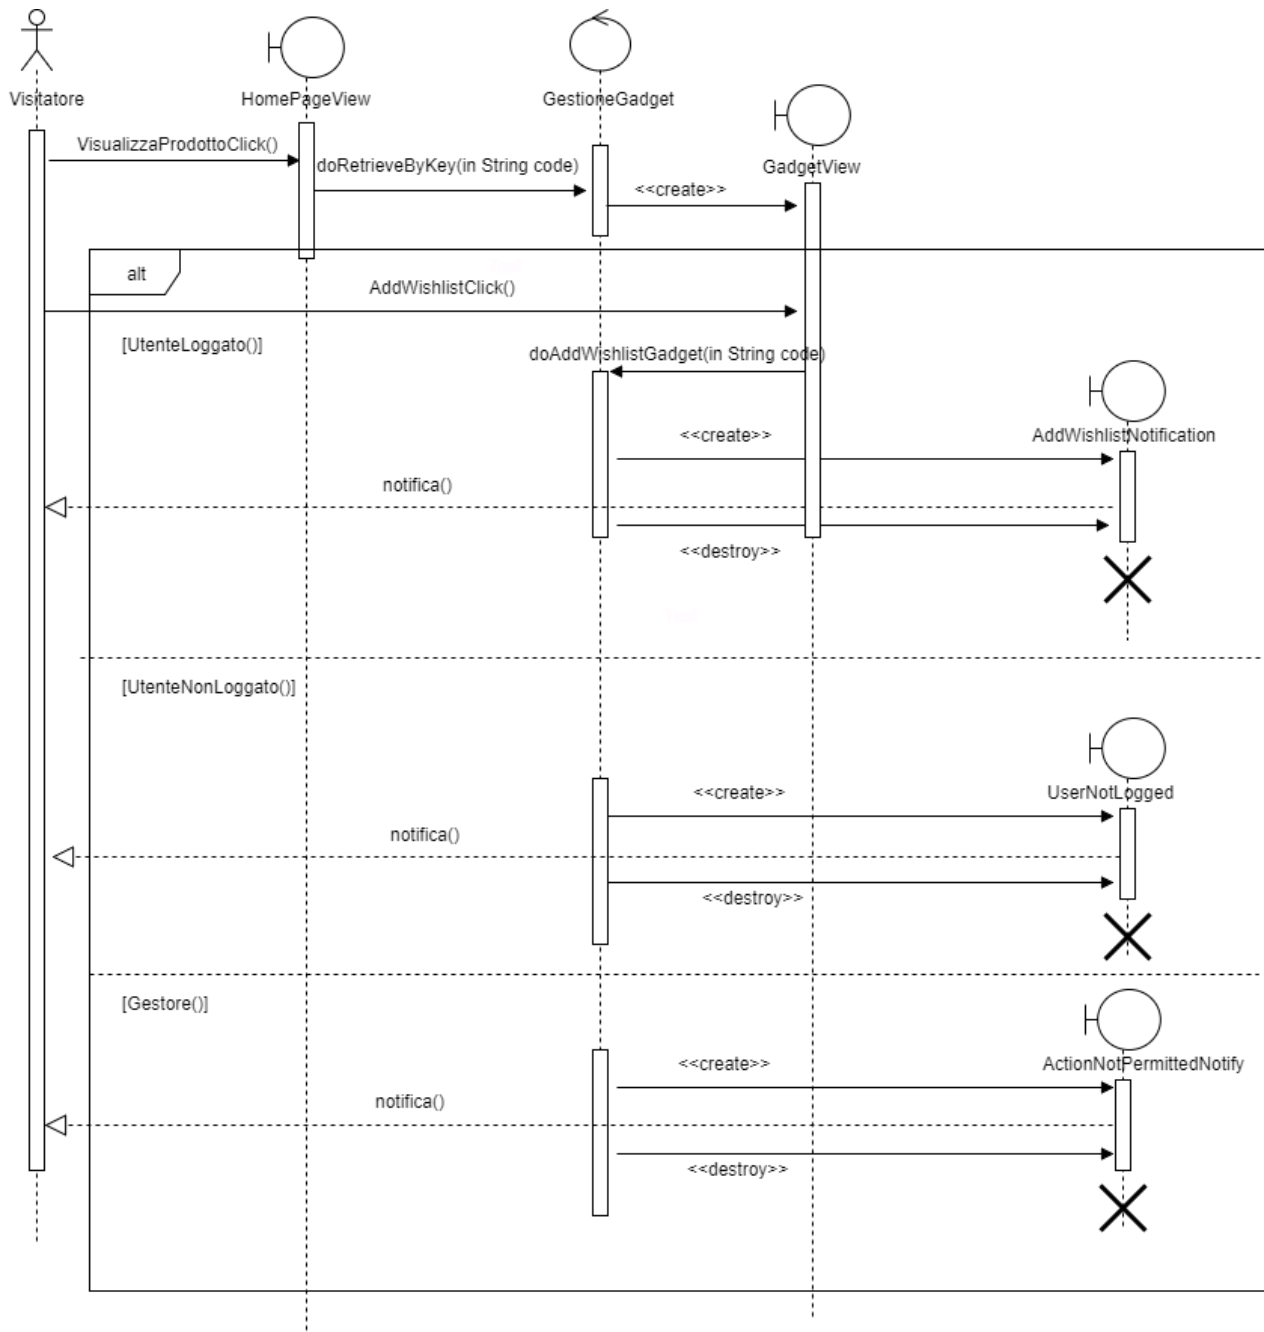 Visitatore
HomePageView
GestioneGadget
GadgetView
VisualizzaProdottoClick()
doRetrieveByKey(in String code)
<<create>>
alt
AddWishlistClick()
[UtenteLoggato()]
doAddWishlistGadget(in String code)
<<create>>
AddWishlistNotification
notifica()
<<destroy>>
[UtenteNonLoggato()]
<<create>>
UserNotLogged
notifica()
<<destroy>>
[Gestore()]
<<create>>
ActionNotPermittedNotify
notifica()
<<destroy>>